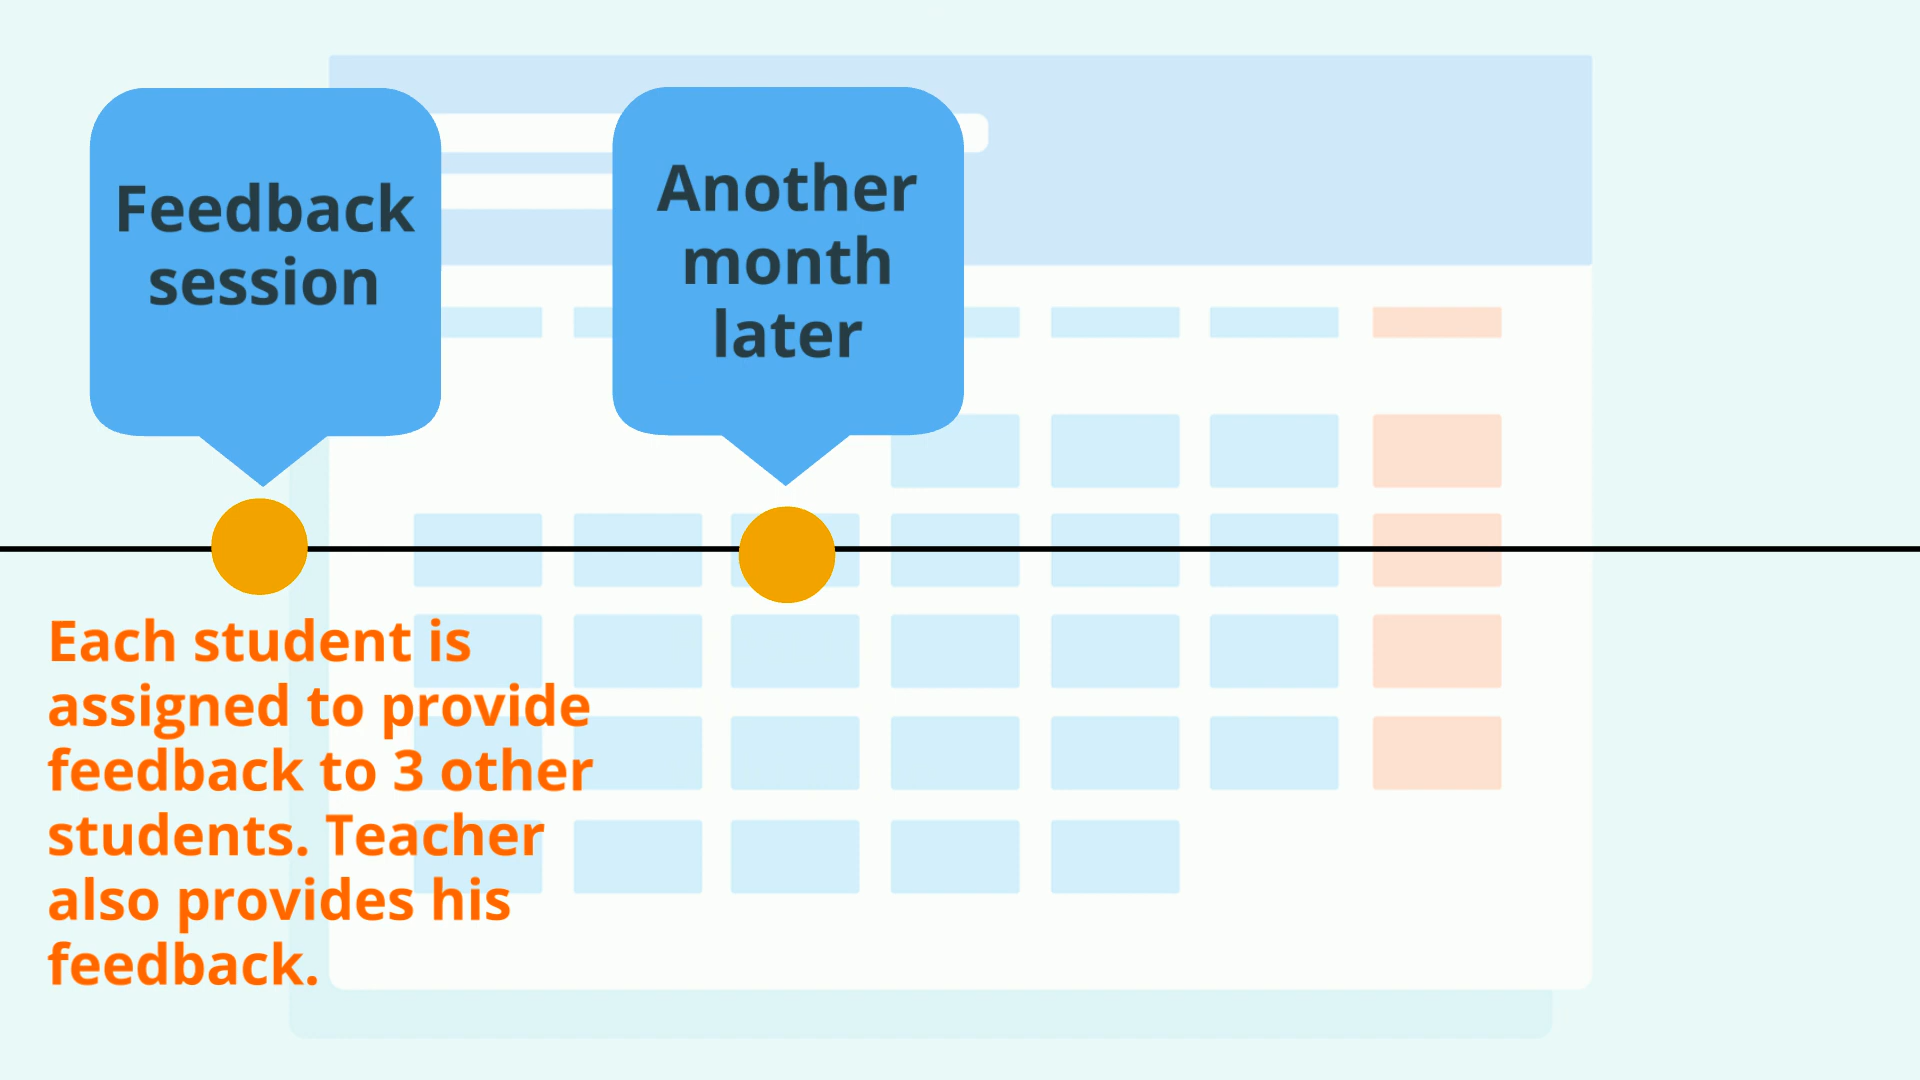 Feedback
session
Another
month
later
Each student is
assigned to provide
feedback to 3 other
students. Teacher
also provides his
feedback.